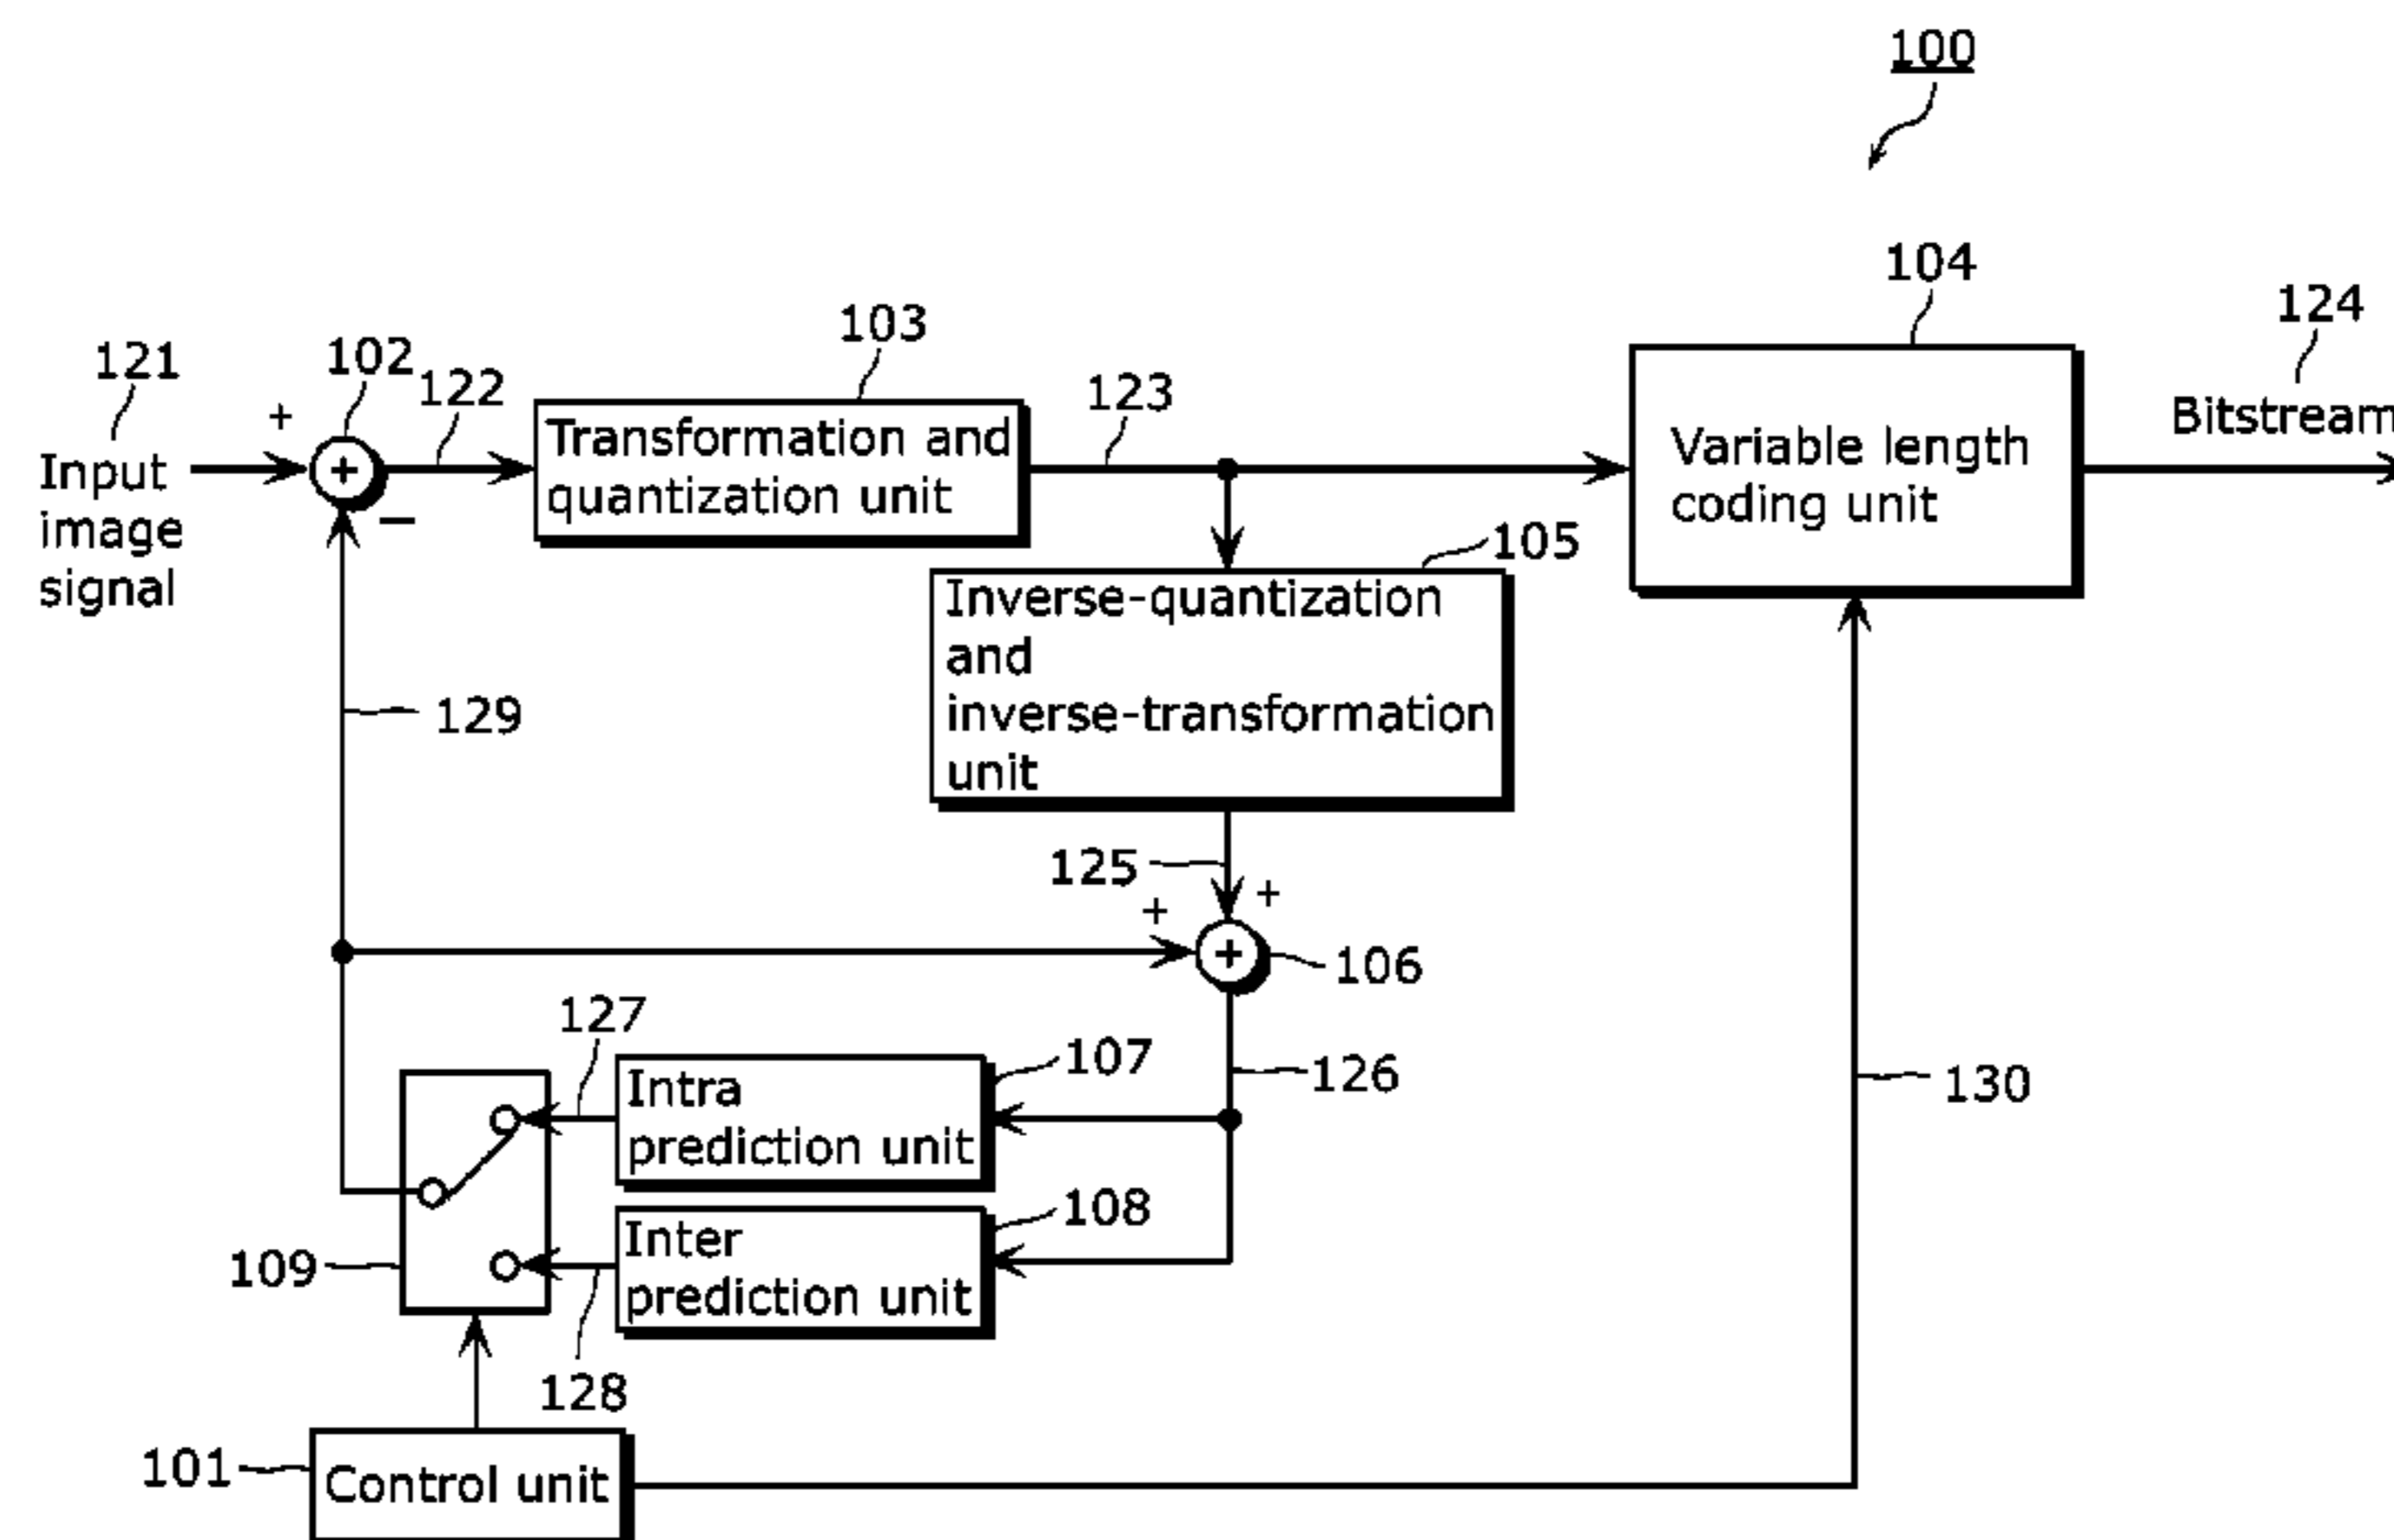 100
104
124
103
121
102
122
123
+
Bitstream
Transformation and
quantization unit
Variable length
coding unit
Input
image
signal
+
−
105
Inverse-quantization
and
inverse-transformation
unit
129
125
+
+
+
106
127
107
126
130
Intra
prediction unit
108
Inter
prediction unit
109
128
101
Control unit